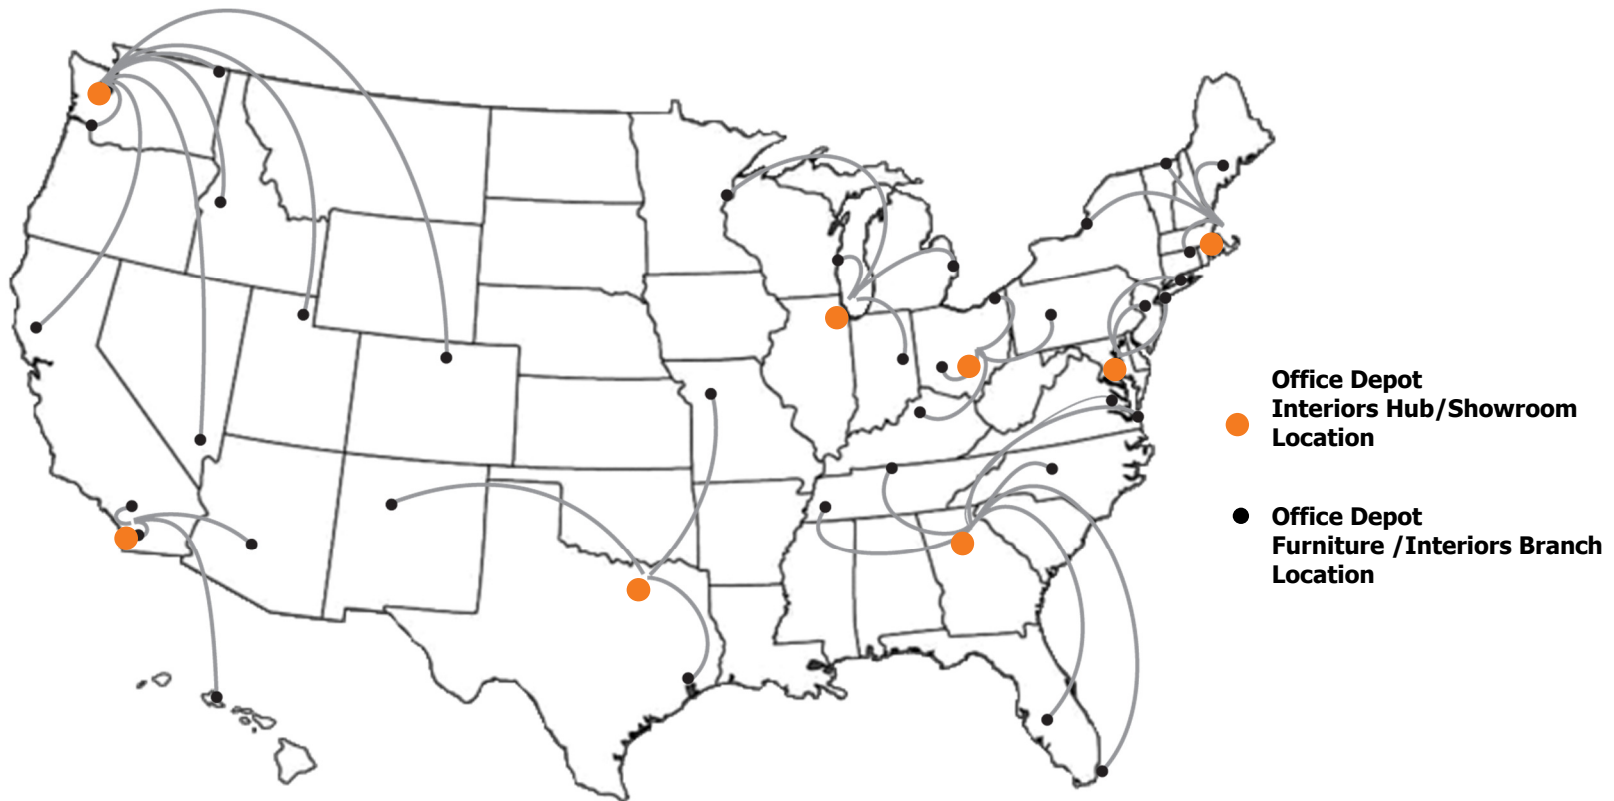 Office Depot
Interiors Hub/Showroom
Location
Office Depot
Furniture /Interiors Branch
Location